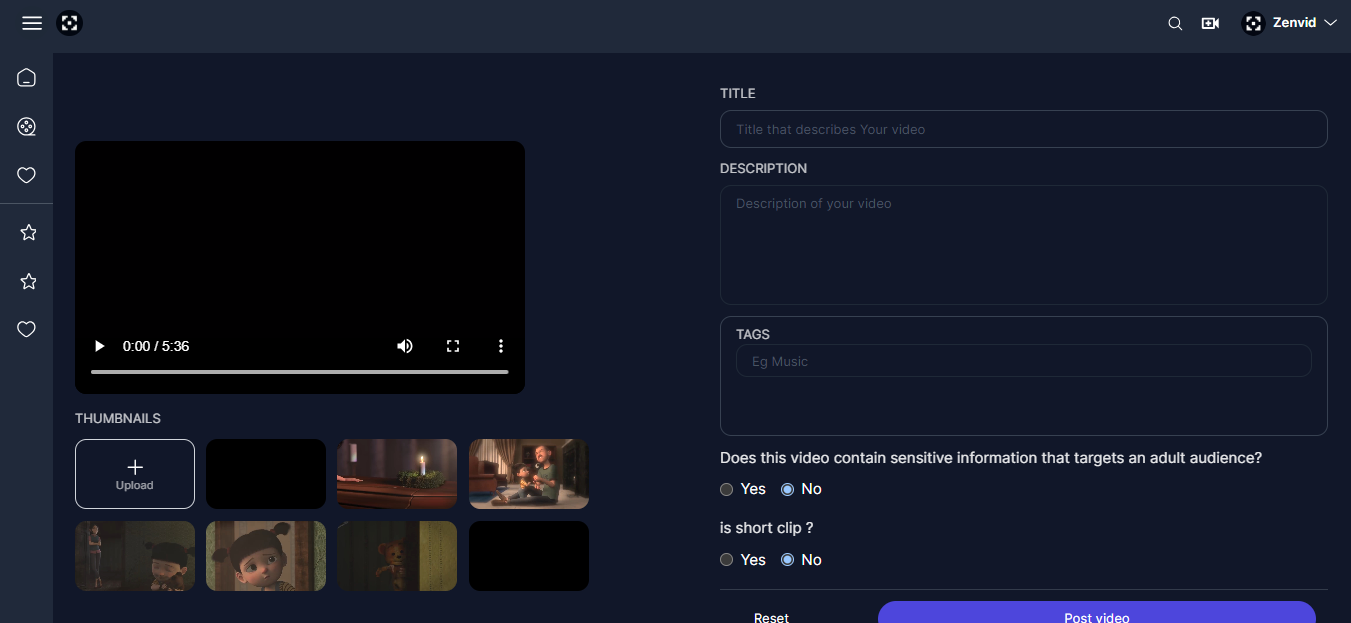 Zenvid
0:00 / 5:36
THUMBNAILS
Upload
TITLE
Title that describes Your video
DESCRIPTION
Description of your video
TAGS
Eg Music
Does this video contain sensitive information that targets an adult audience?
Yes No
is short clip ?
Yes No
Reset Post video